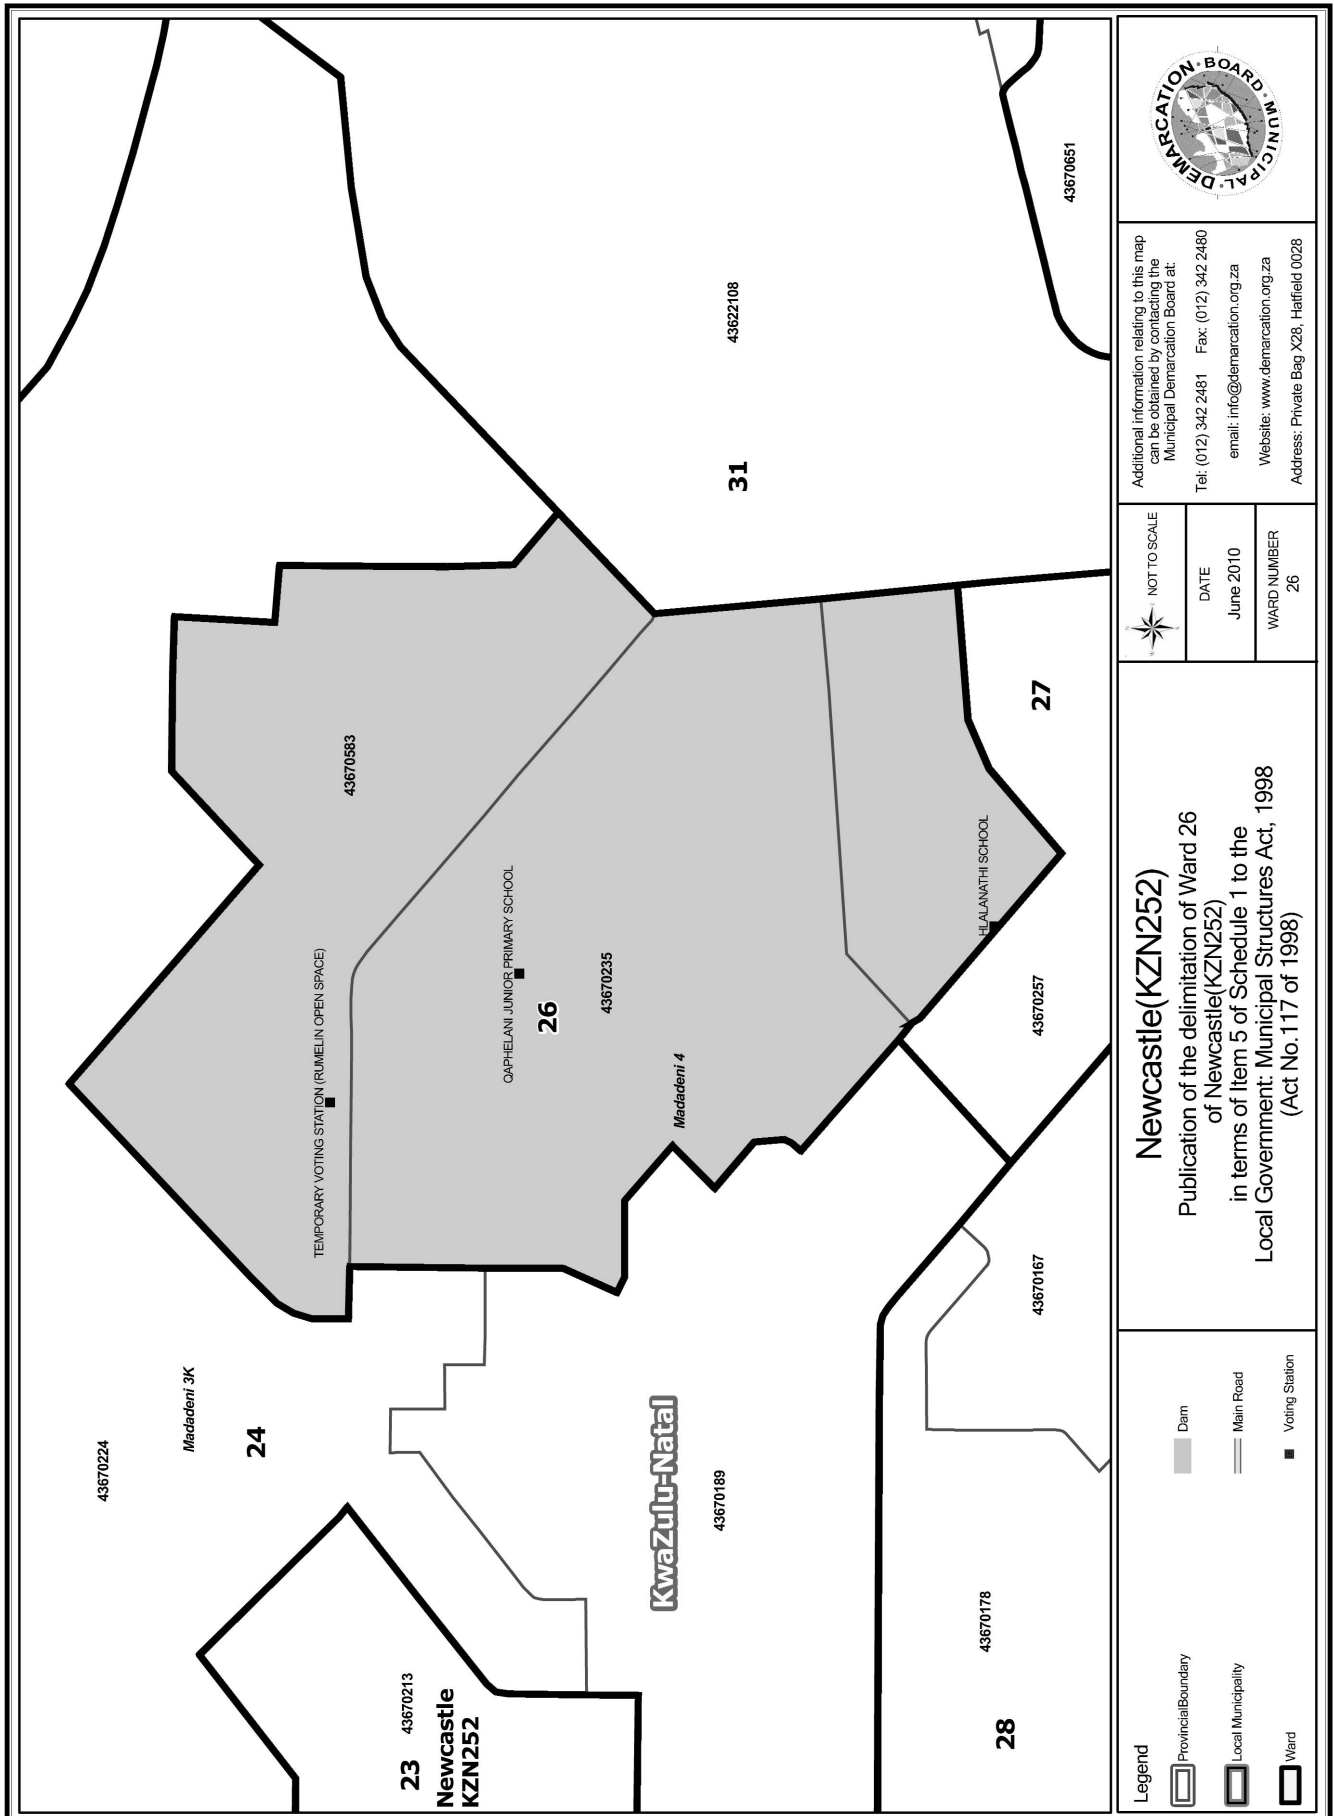 43670224
Madadeni 3K
24
TEMPORARY VOTING STATION (RUMELIN OPEN SPACE)
43670583
23
43670213
Newcastle
KZN252
QAPHELANI JUNIOR PRIMARY SCHOOL
26
43670235
Madadeni 4
KwaZulu-Natal
43670189
31
43622108
28
43670178
43670167
43670257
HLALANATHI SCHOOL
27
43670651
Legend
ProvincialBoundary
Local Municipality
Ward
Dam
Main Road
Voting Station
Newcastle(KZN252)
Publication of the delimitation of Ward 26
of Newcastle(KZN252)
in terms of Item 5 of Schedule 1 to the
Local Government: Municipal Structures Act, 1998
(Act No.117 of 1998)
NOT TO SCALE
DATE
June 2010
WARD NUMBER
26
Additional information relating to this map
can be obtained by contacting the
Municipal Demarcation Board at:
Tel: (012) 342 2481 Fax: (012) 342 2480
email: info@demarcation.org.za
Website: www.demarcation.org.za
Address: Private Bag X28, Hatfield 0028
MUNICIPAL • DEMARCATION • BOARD •